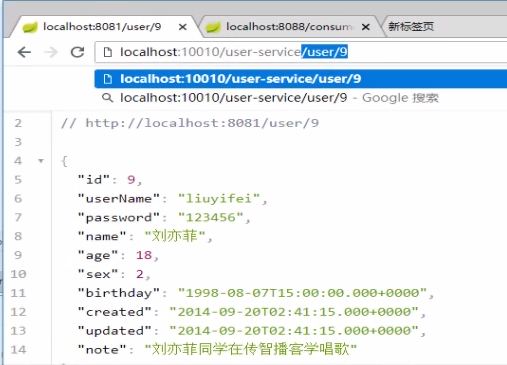 localhost:8081/user/9
localhost:8088/consum
新标签页
localhost:10010/user-service/user/9
localhost:10010/user-service/user/9
localhost:10010/user-service/user/9 - Google 搜索
2 // http://localhost:8081/user/9
3
4 {
5 "id": 9,
6 "userName": "liuyifei",
7 "password": "123456",
8 "name": "刘亦菲",
9 "age": 18,
10 "sex": 2,
11 "birthday": "1998-08-07T15:00:00.000+0000",
12 "created": "2014-09-20T02:41:15.000+0000",
13 "updated": "2014-09-20T02:41:15.000+0000",
14 "note": "刘亦菲同学在传智播客学唱歌"